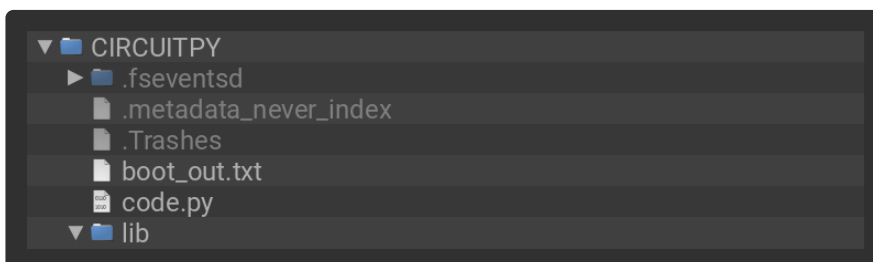 CIRCUITPY
.fseventsd
.metadata_never_index
.Trashes
boot_out.txt
code.py
lib